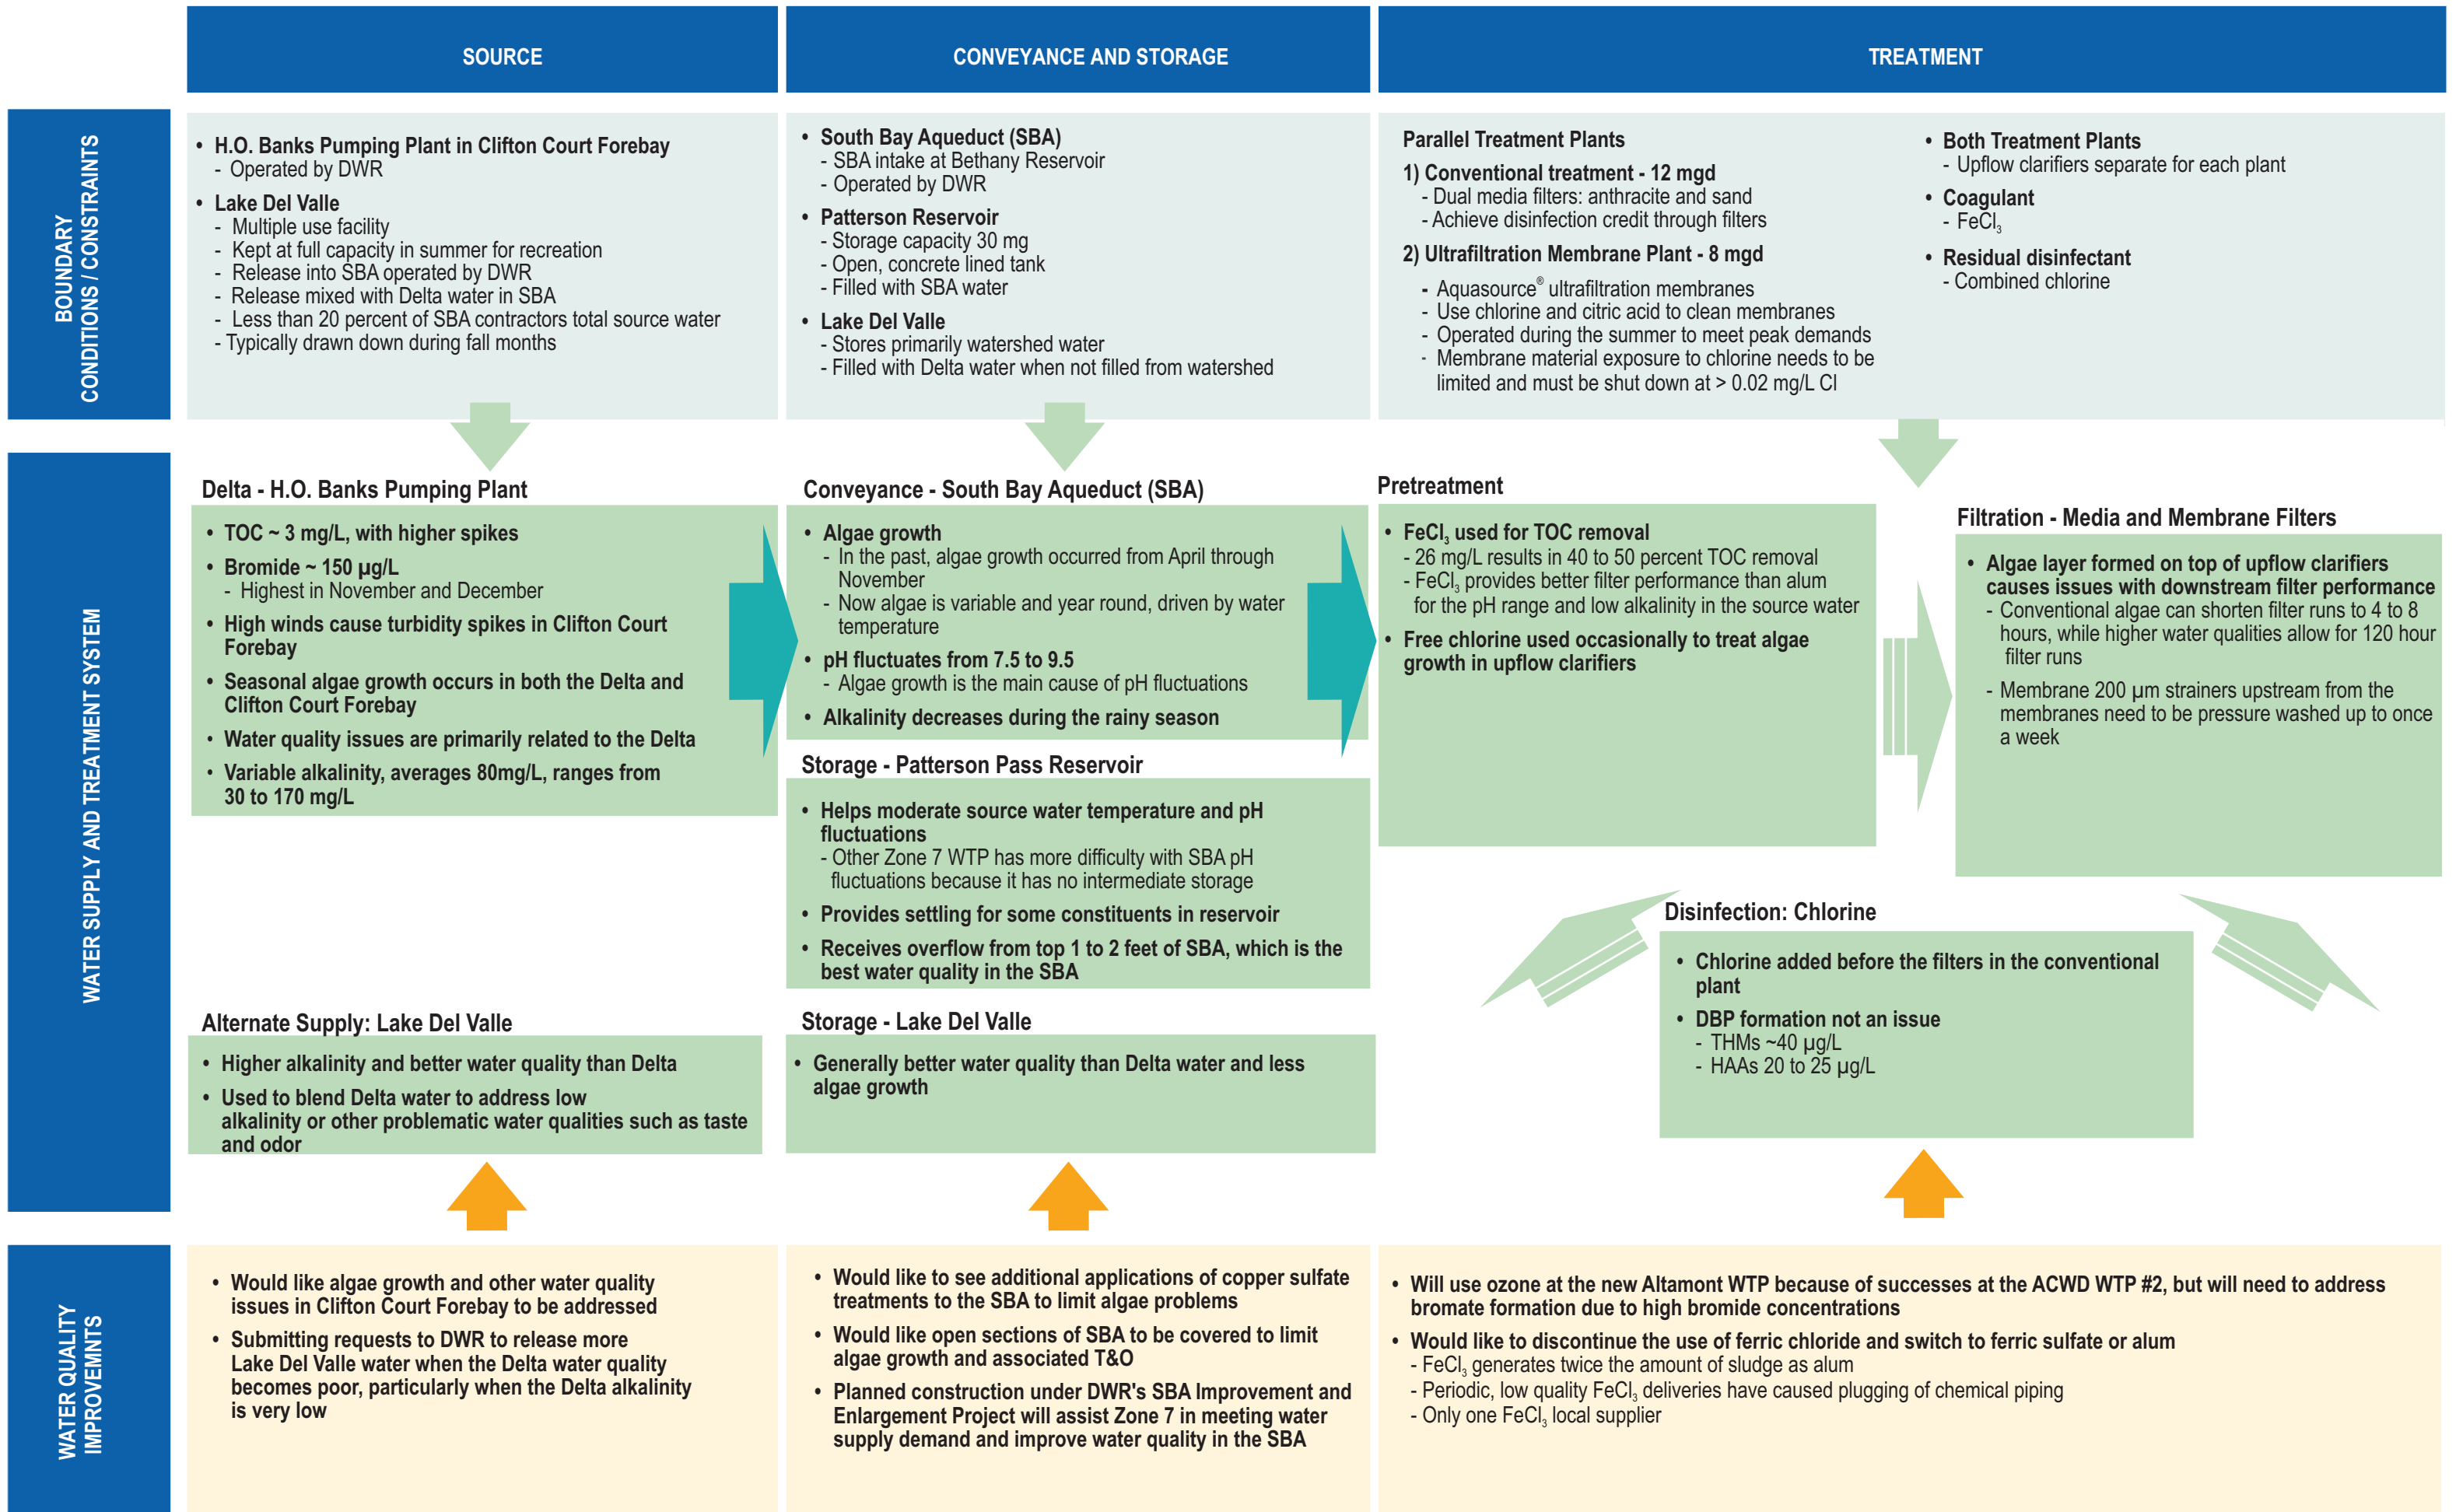 SOURCE
CONVEYANCE AND STORAGE
TREATMENT
BOUNDARY
CONDITIONS / CONSTRAINTS
• H.O. Banks Pumping Plant in Clifton Court Forebay
- Operated by DWR
• Lake Del Valle
- Multiple use facility
- Kept at full capacity in summer for recreation
- Release into SBA operated by DWR
- Release mixed with Delta water in SBA
- Less than 20 percent of SBA contractors total source water
- Typically drawn down during fall months
• South Bay Aqueduct (SBA)
- SBA intake at Bethany Reservoir
- Operated by DWR
• Patterson Reservoir
- Storage capacity 30 mg
- Open, concrete lined tank
- Filled with SBA water
• Lake Del Valle
- Stores primarily watershed water
- Filled with Delta water when not filled from watershed
Parallel Treatment Plants
1) Conventional treatment - 12 mgd
- Dual media filters: anthracite and sand
- Achieve disinfection credit through filters
2) Ultrafiltration Membrane Plant - 8 mgd
- Aquasource® ultrafiltration membranes
- Use chlorine and citric acid to clean membranes
- Operated during the summer to meet peak demands
- Membrane material exposure to chlorine needs to be
limited and must be shut down at > 0.02 mg/L Cl
• Both Treatment Plants
- Upflow clarifiers separate for each plant
• Coagulant
- FeCl₃
• Residual disinfectant
- Combined chlorine
WATER SUPPLY AND TREATMENT SYSTEM
Delta - H.O. Banks Pumping Plant
• TOC ~ 3 mg/L, with higher spikes
• Bromide ~ 150 µg/L
- Highest in November and December
• High winds cause turbidity spikes in Clifton Court
Forebay
• Seasonal algae growth occurs in both the Delta and
Clifton Court Forebay
• Water quality issues are primarily related to the Delta
• Variable alkalinity, averages 80mg/L, ranges from
30 to 170 mg/L
Alternate Supply: Lake Del Valle
• Higher alkalinity and better water quality than Delta
• Used to blend Delta water to address low
alkalinity or other problematic water qualities such as taste
and odor
Conveyance - South Bay Aqueduct (SBA)
• Algae growth
- In the past, algae growth occurred from April through
November
- Now algae is variable and year round, driven by water
temperature
• pH fluctuates from 7.5 to 9.5
- Algae growth is the main cause of pH fluctuations
• Alkalinity decreases during the rainy season
Storage - Patterson Pass Reservoir
• Helps moderate source water temperature and pH
fluctuations
- Other Zone 7 WTP has more difficulty with SBA pH
fluctuations because it has no intermediate storage
• Provides settling for some constituents in reservoir
• Receives overflow from top 1 to 2 feet of SBA, which is the
best water quality in the SBA
Storage - Lake Del Valle
• Generally better water quality than Delta water and less
algae growth
Pretreatment
• FeCl₃ used for TOC removal
- 26 mg/L results in 40 to 50 percent TOC removal
- FeCl₃ provides better filter performance than alum
for the pH range and low alkalinity in the source water
• Free chlorine used occasionally to treat algae
growth in upflow clarifiers
Filtration - Media and Membrane Filters
• Algae layer formed on top of upflow clarifiers
causes issues with downstream filter performance
- Conventional algae can shorten filter runs to 4 to 8
hours, while higher water qualities allow for 120 hour
filter runs
- Membrane 200 µm strainers upstream from the
membranes need to be pressure washed up to once
a week
Disinfection: Chlorine
• Chlorine added before the filters in the conventional
plant
• DBP formation not an issue
- THMs ~40 µg/L
- HAAs 20 to 25 µg/L
WATER QUALITY
IMPROVEMNTS
• Would like algae growth and other water quality
issues in Clifton Court Forebay to be addressed
• Submitting requests to DWR to release more
Lake Del Valle water when the Delta water quality
becomes poor, particularly when the Delta alkalinity
is very low
• Would like to see additional applications of copper sulfate
treatments to the SBA to limit algae problems
• Would like open sections of SBA to be covered to limit
algae growth and associated T&O
• Planned construction under DWR's SBA Improvement and
Enlargement Project will assist Zone 7 in meeting water
supply demand and improve water quality in the SBA
• Will use ozone at the new Altamont WTP because of successes at the ACWD WTP #2, but will need to address
bromate formation due to high bromide concentrations
• Would like to discontinue the use of ferric chloride and switch to ferric sulfate or alum
- FeCl₃ generates twice the amount of sludge as alum
- Periodic, low quality FeCl₃ deliveries have caused plugging of chemical piping
- Only one FeCl₃ local supplier